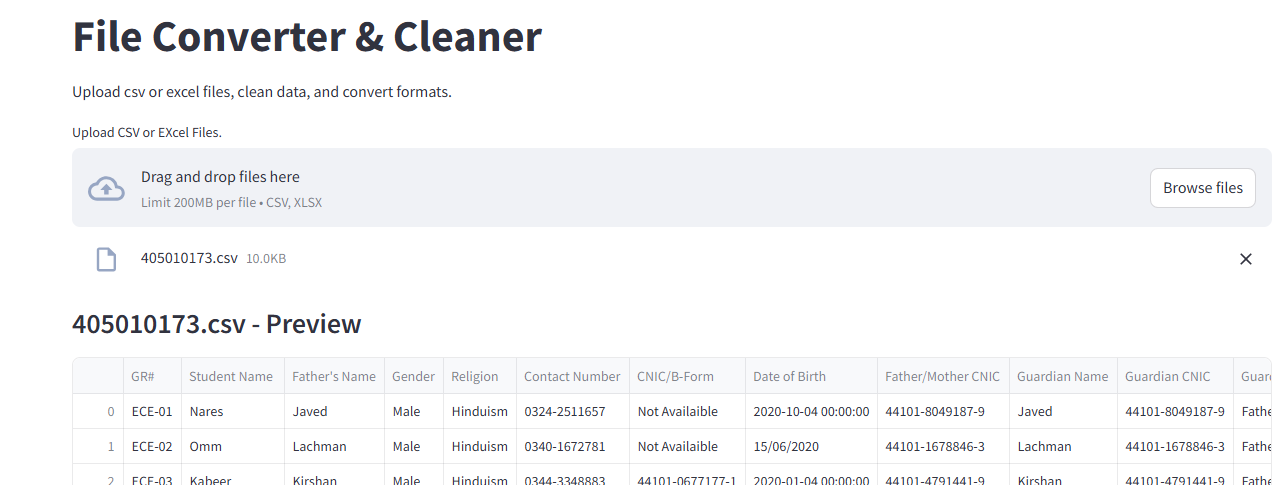 File Converter & Cleaner
Upload csv or excel files, clean data, and convert formats.
Upload CSV or EXcel Files.
Drag and drop files here
Limit 200MB per file • CSV, XLSX
Browse files
405010173.csv 10.0KB
405010173.csv - Preview
GR# Student Name Father's Name Gender Religion Contact Number CNIC/B-Form Date of Birth Father/Mother CNIC Guardian Name Guardian CNIC Guar
0 ECE-01 Nares Javed Male Hinduism 0324-2511657 Not Availaible 2020-10-04 00:00:00 44101-8049187-9 Javed 44101-8049187-9 Fathe
1 ECE-02 Omm Lachman Male Hinduism 0340-1672781 Not Availaible 15/06/2020 44101-1678846-3 Lachman 44101-1678846-3 Fathe
2 ECE-03 Kabeer Kirshan Male Hinduism 0344-3348883 44101-0677177-1 2020-01-04 00:00:00 44101-4791441-9 Kirshan 44101-4791441-9 Fathe